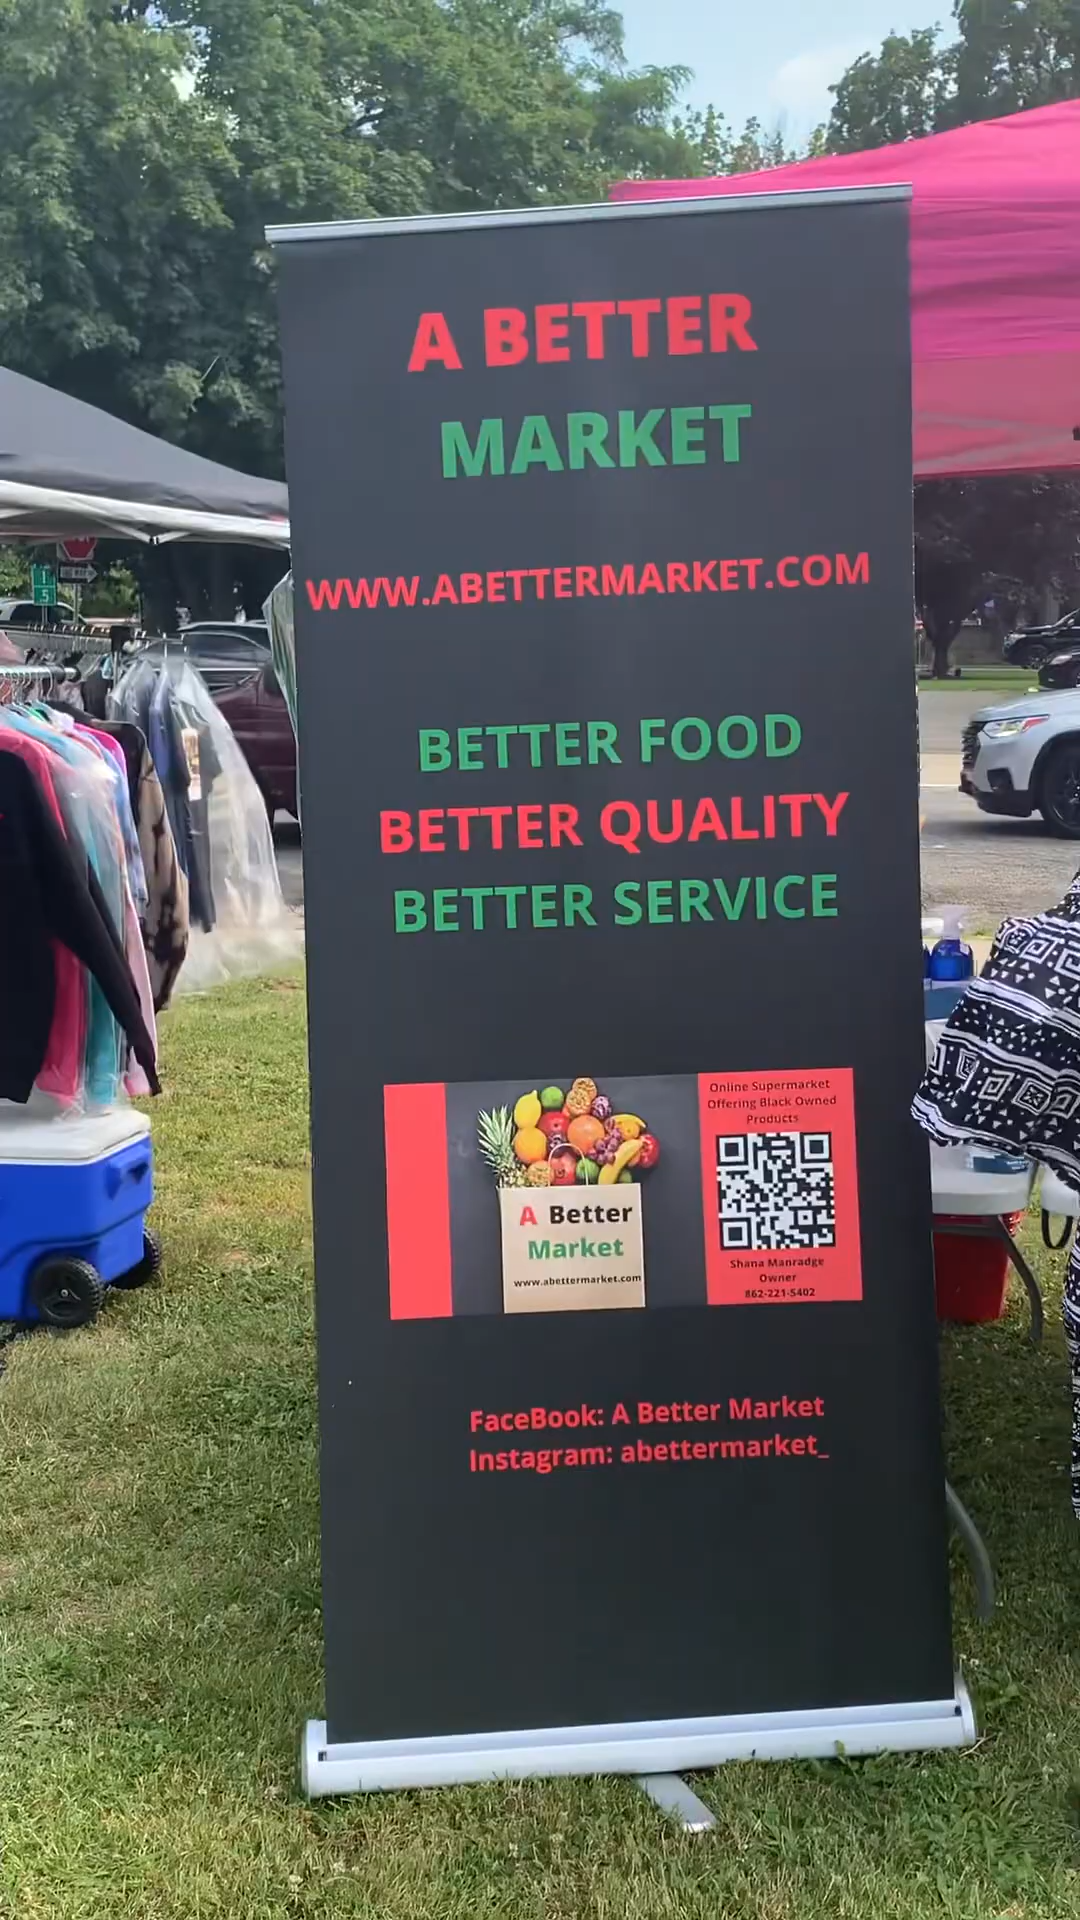 A BETTER
MARKET
WWW.ABETTERMARKET.COM
BETTER FOOD
BETTER QUALITY
BETTER SERVICE
Online Supermarket
Offering Black Owned
Products
A Better
Market
www.abettermarket.com
Shana Manradge
Owner
862-221-5402
FaceBook: A Better Market
Instagram: abettermarket_